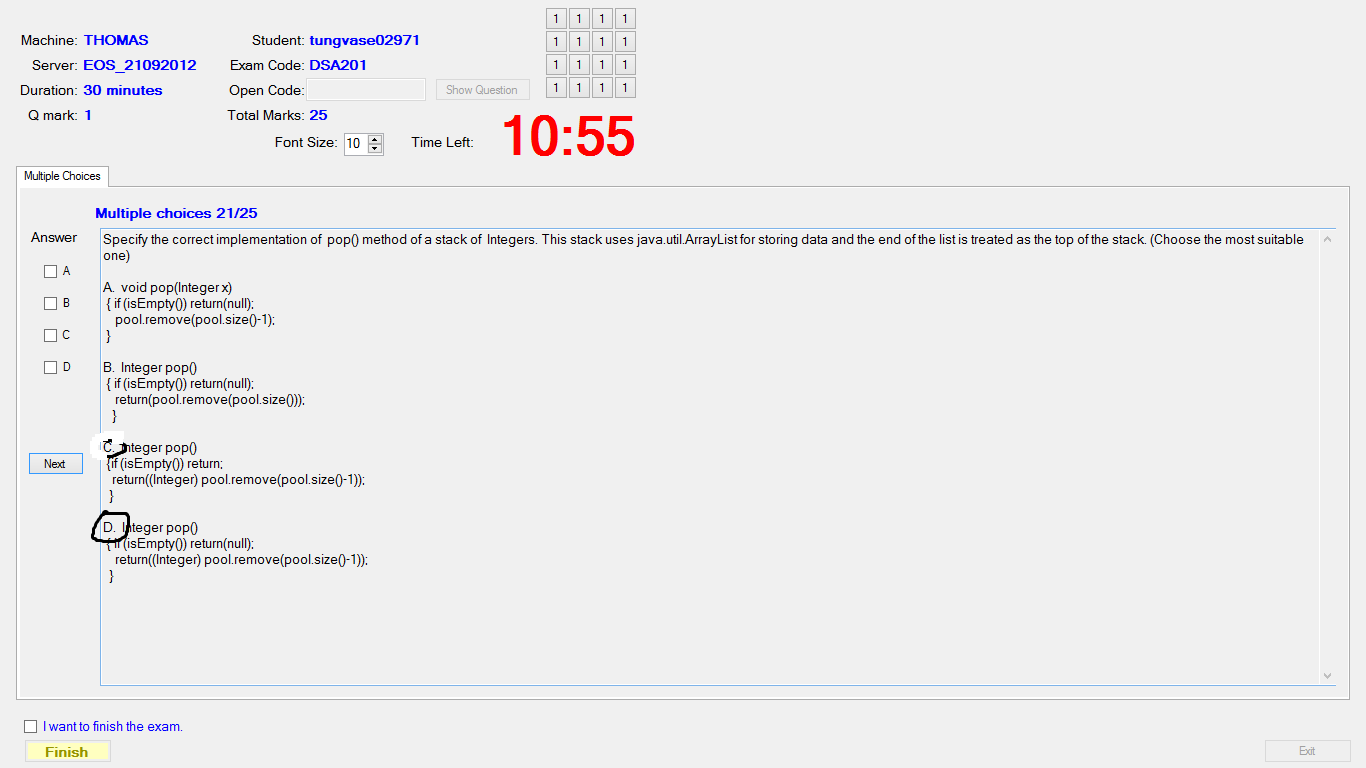 Machine: THOMAS
Student: tungvase02971
Server: EOS_21092012
Exam Code: DSA201
Duration: 30 minutes
Open Code:
Show Question
Q mark: 1
Total Marks: 25
Font Size: 10
Time Left: 10:55
1 1 1 1
1 1 1 1
1 1 1 1
1 1 1 1
Multiple Choices
Multiple choices 21/25
Answer
A
B
C
D
Next
Specify the correct implementation of pop() method of a stack of Integers. This stack uses java.util.ArrayList for storing data and the end of the list is treated as the top of the stack. (Choose the most suitable
one)
A. void pop(Integer x)
{ if (isEmpty()) return(null);
pool.remove(pool.size()-1);
}
B. Integer pop()
{ if (isEmpty()) return(null);
return(pool.remove(pool.size()));
}
C. Integer pop()
{if (isEmpty()) return;
return((Integer) pool.remove(pool.size()-1));
}
D. Integer pop()
{ if (isEmpty()) return(null);
return((Integer) pool.remove(pool.size()-1));
}
I want to finish the exam.
Finish
Exit